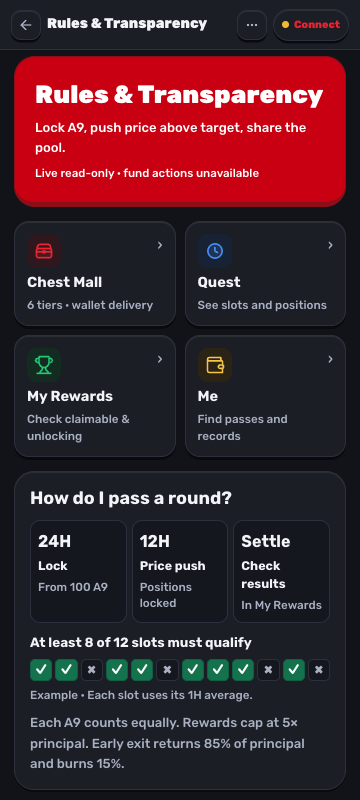 Rules & Transparency
Connect
Rules & Transparency
Lock A9, push price above target, share the
pool.
Live read-only • fund actions unavailable
Chest Mall
6 tiers • wallet delivery
Quest
See slots and positions
My Rewards
Check claimable &
unlocking
Me
Find passes and
records
How do I pass a round?
24H
Lock
From 100 A9
12H
Price push
Positions
locked
Settle
Check
results
In My Rewards
At least 8 of 12 slots must qualify
Example • Each slot uses its 1H average.
Each A9 counts equally. Rewards cap at 5×
principal. Early exit returns 85% of principal
and burns 15%.